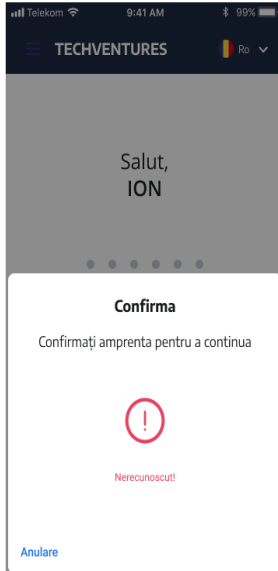 Telekom 9:41 AM 99%
TECHVENTURES Ro
Salut,
ION
Confirma
Confirmați amprenta pentru a continua
!
Nerecunoscut!
Anulare